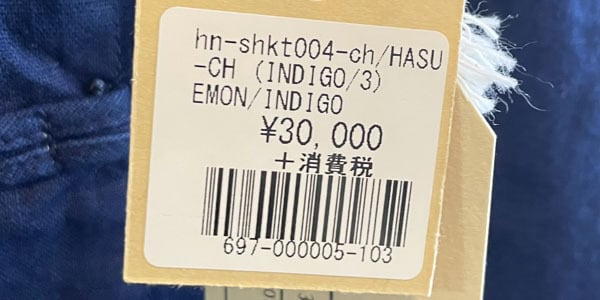 hn-shkt004-ch/HASU
-CH (INDIGO/3)
EMON/INDIGO
¥30,000
+消費税
697-000005-103